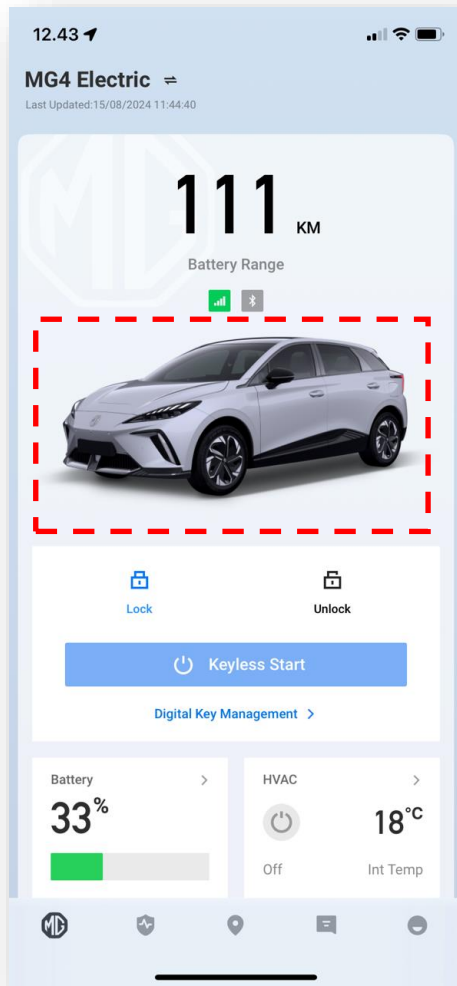 12.43
MG4 Electric
Last Updated:15/08/2024 11:44:40
111 KM
Battery Range
Lock
Unlock
Keyless Start
Digital Key Management >
Battery >
HVAC >
33%
18°C
Off
Int Temp
MG